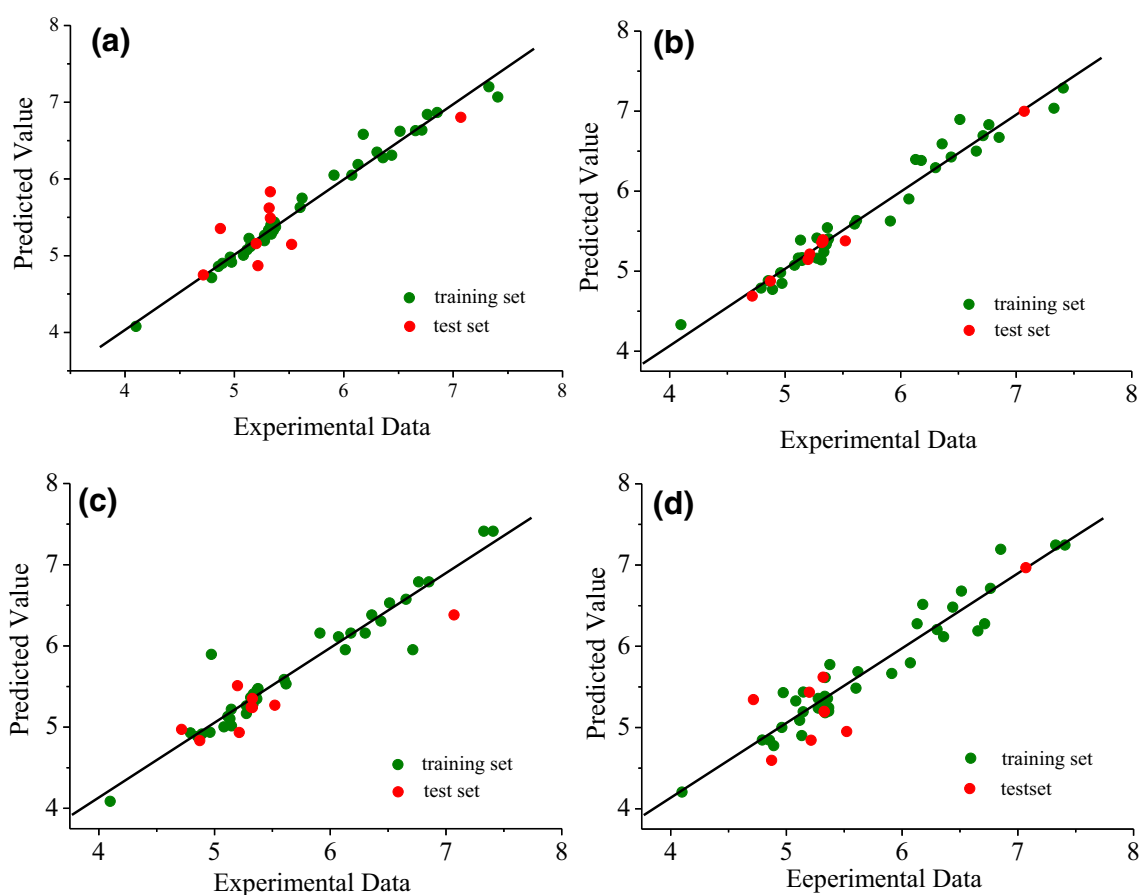 (a)
8
7
6
5
4
Predicted Value
training set
test set
4 5 6 7 8
Experimental Data
(b)
8
7
6
5
4
Predicted Value
training set
test set
4 5 6 7 8
Experimental Data
(c)
8
7
6
5
4
Predicted Value
training set
test set
4 5 6 7 8
Experimental Data
(d)
8
7
6
5
4
Predicted Value
training set
testset
4 5 6 7 8
Eeperimental Data